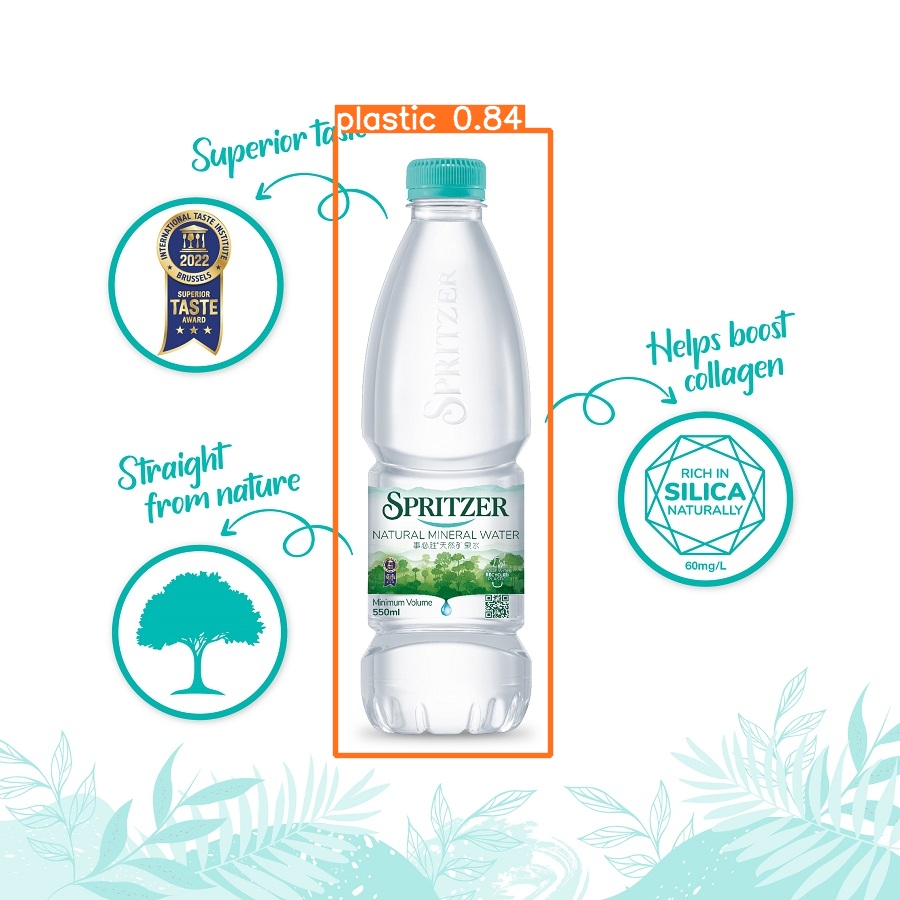 plastic 0.84
Superior taste
INTERNATIONAL TASTE INSTITUTE
2022
BRUSSELS
SUPERIOR
TASTE
AWARD
SPRITZER
Helps boost
collagen
RICH IN
SILICA
NATURALLY
60mg/L
Straight
from nature
SPRITZER
NATURAL MINERAL WATER
事必胜®天然矿泉水
RECYCLED
Minimum Volume
550ml